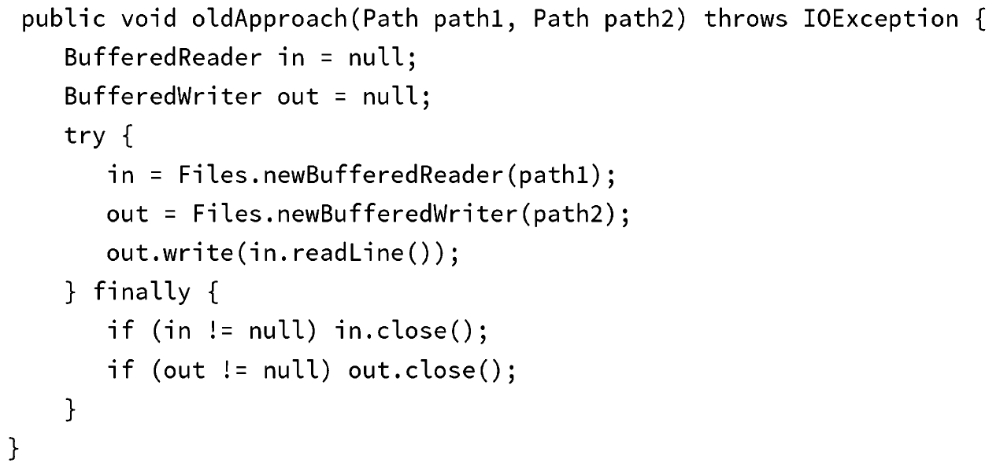 public void oldApproach(Path path1, Path path2) throws IOException {
   BufferedReader in = null;
   BufferedWriter out = null;
   try {
      in = Files.newBufferedReader(path1);
      out = Files.newBufferedWriter(path2);
      out.write(in.readLine());
   } finally {
      if (in != null) in.close();
      if (out != null) out.close();
   }
}